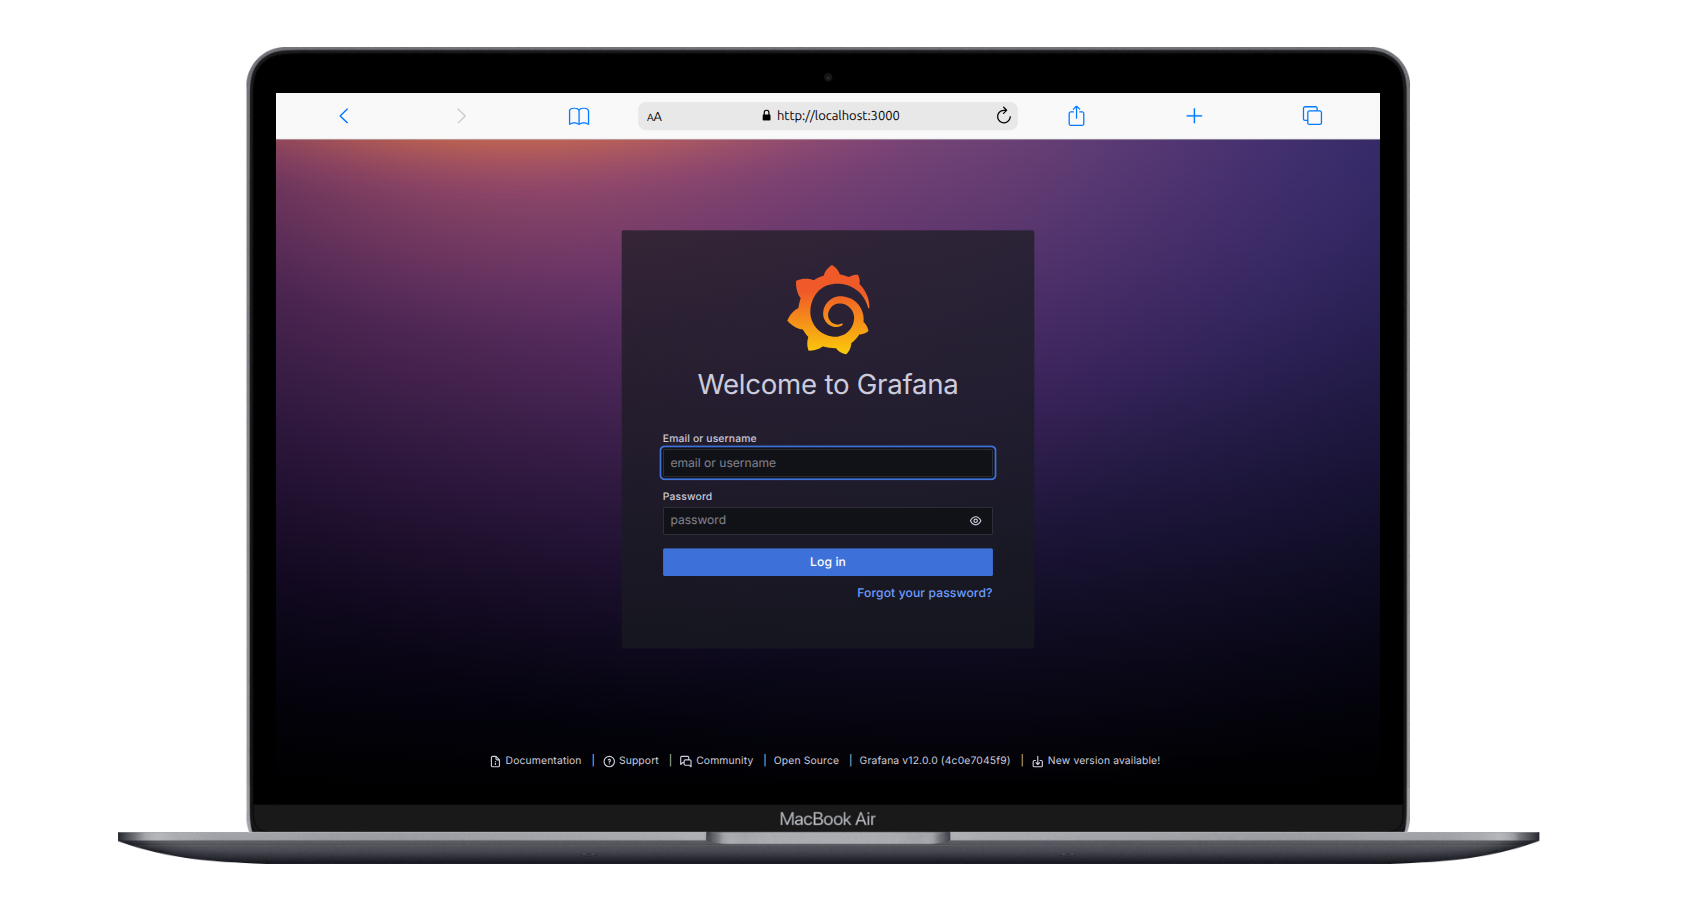 AA http://localhost:3000
Welcome to Grafana
Email or username
email or username
Password
password
Log in
Forgot your password?
Documentation | Support | Community | Open Source | Grafana v12.0.0 (4c0e7045f9) | New version available!
MacBook Air